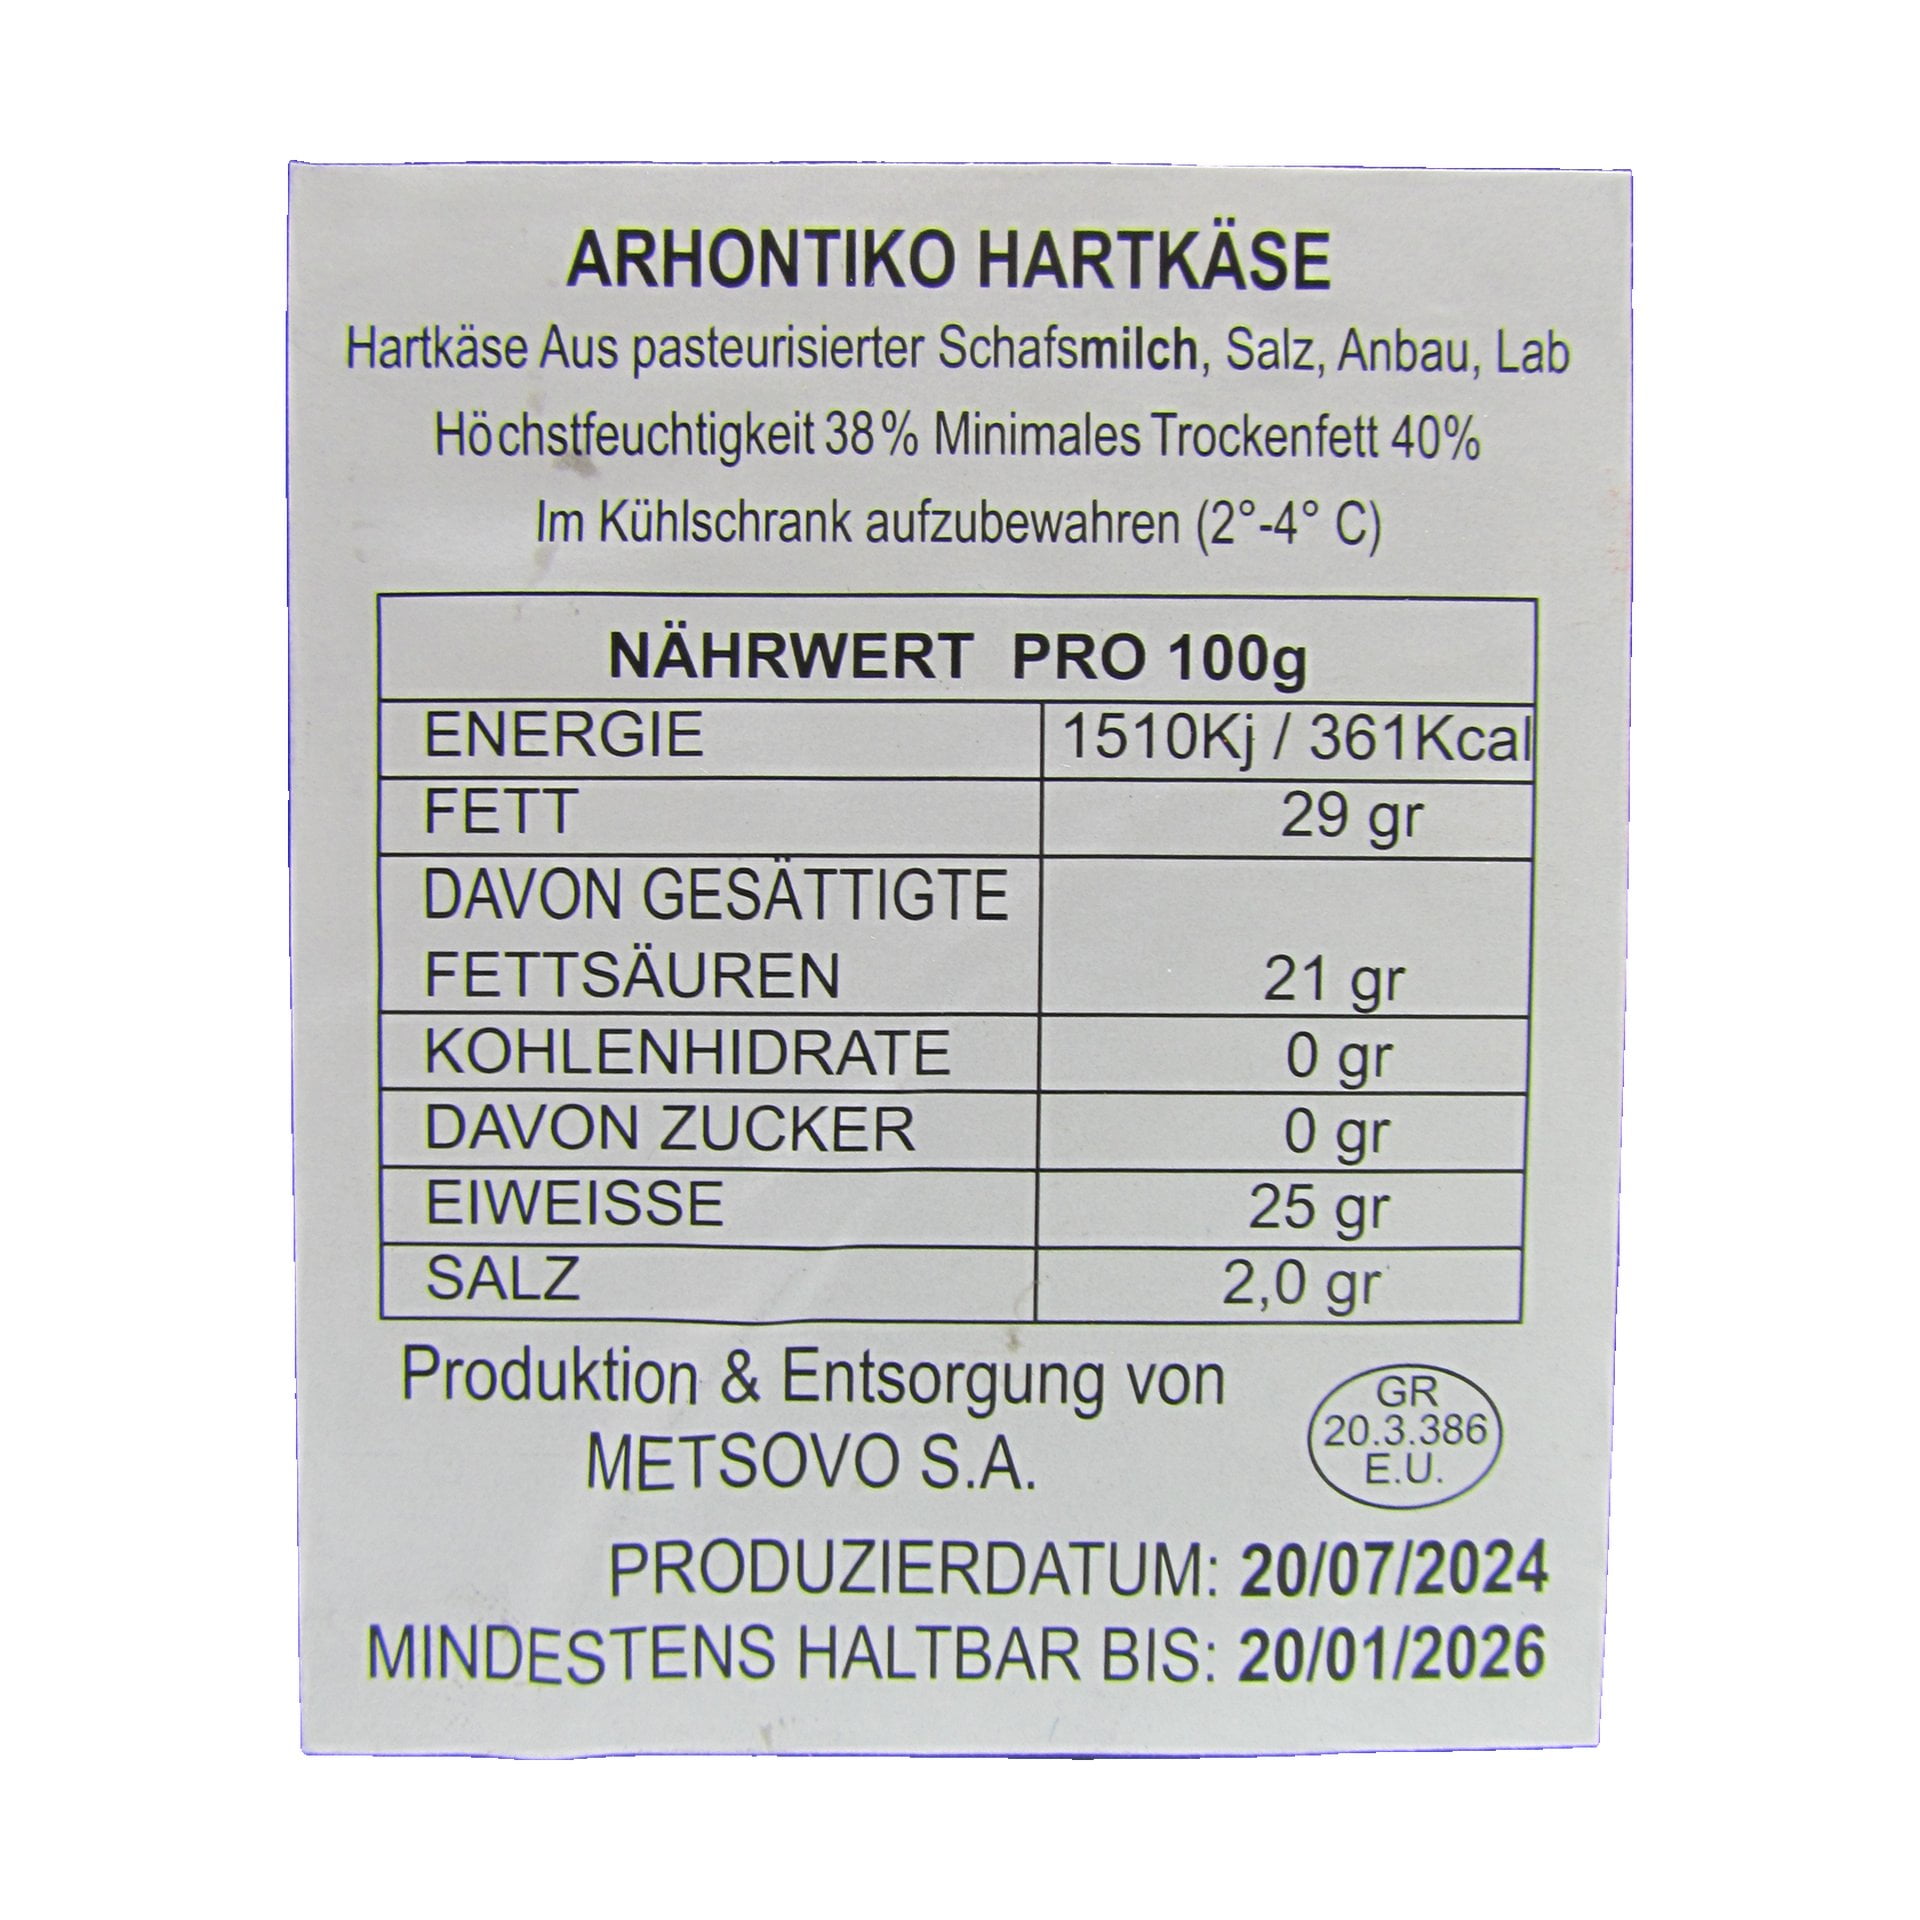 ARHONTIKO HARTKÄSE
Hartkäse Aus pasteurisierter Schafsmilch, Salz, Anbau, Lab
Höchstfeuchtigkeit 38% Minimales Trockenfett 40%
Im Kühlschrank aufzubewahren (2°-4° C)
NÄHRWERT PRO 100g
ENERGIE 1510Kj / 361Kcal
FETT 29 gr
DAVON GESÄTTIGTE
FETTSÄUREN 21 gr
KOHLENHIDRATE 0 gr
DAVON ZUCKER 0 gr
EIWEISSE 25 gr
SALZ 2,0 gr
Produktion & Entsorgung von
METSOVO S.A.
GR
20.3.386
E.U.
PRODUZIERDATUM: 20/07/2024
MINDESTENS HALTBAR BIS: 20/01/2026